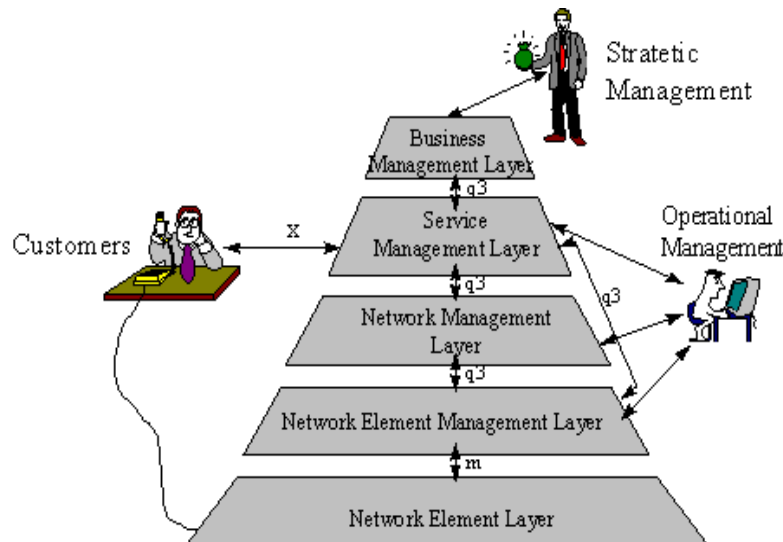 Stratetic
Management
Business
Management Layer
q3
Customers
X
Service
Management Layer
Operational
Management
q3
q3
Network Management
Layer
q3
Network Element Management Layer
m
Network Element Layer